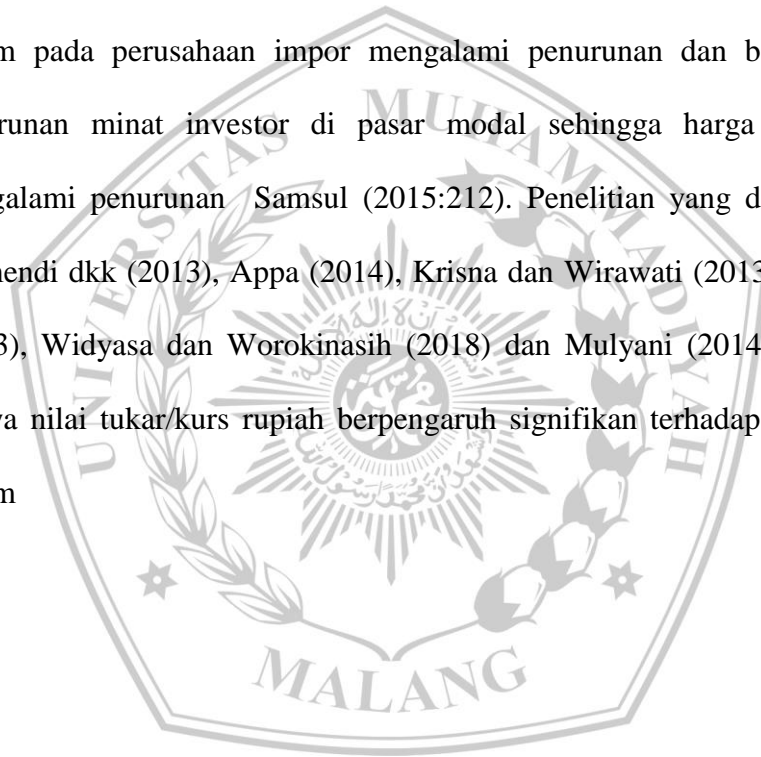 m pada perusahaan impor mengalami penurunan dan b
runan minat investor di pasar modal sehingga harga
galami penurunan Samsul (2015:212). Penelitian yang d
nendi dkk (2013), Appa (2014), Krisna dan Wirawati (2013
3), Widyasa dan Worokinasih (2018) dan Mulyani (2014
a nilai tukar/kurs rupiah berpengaruh signifikan terhadap
m
UNIVERSITAS MUHAMMADIYAH
MALANG